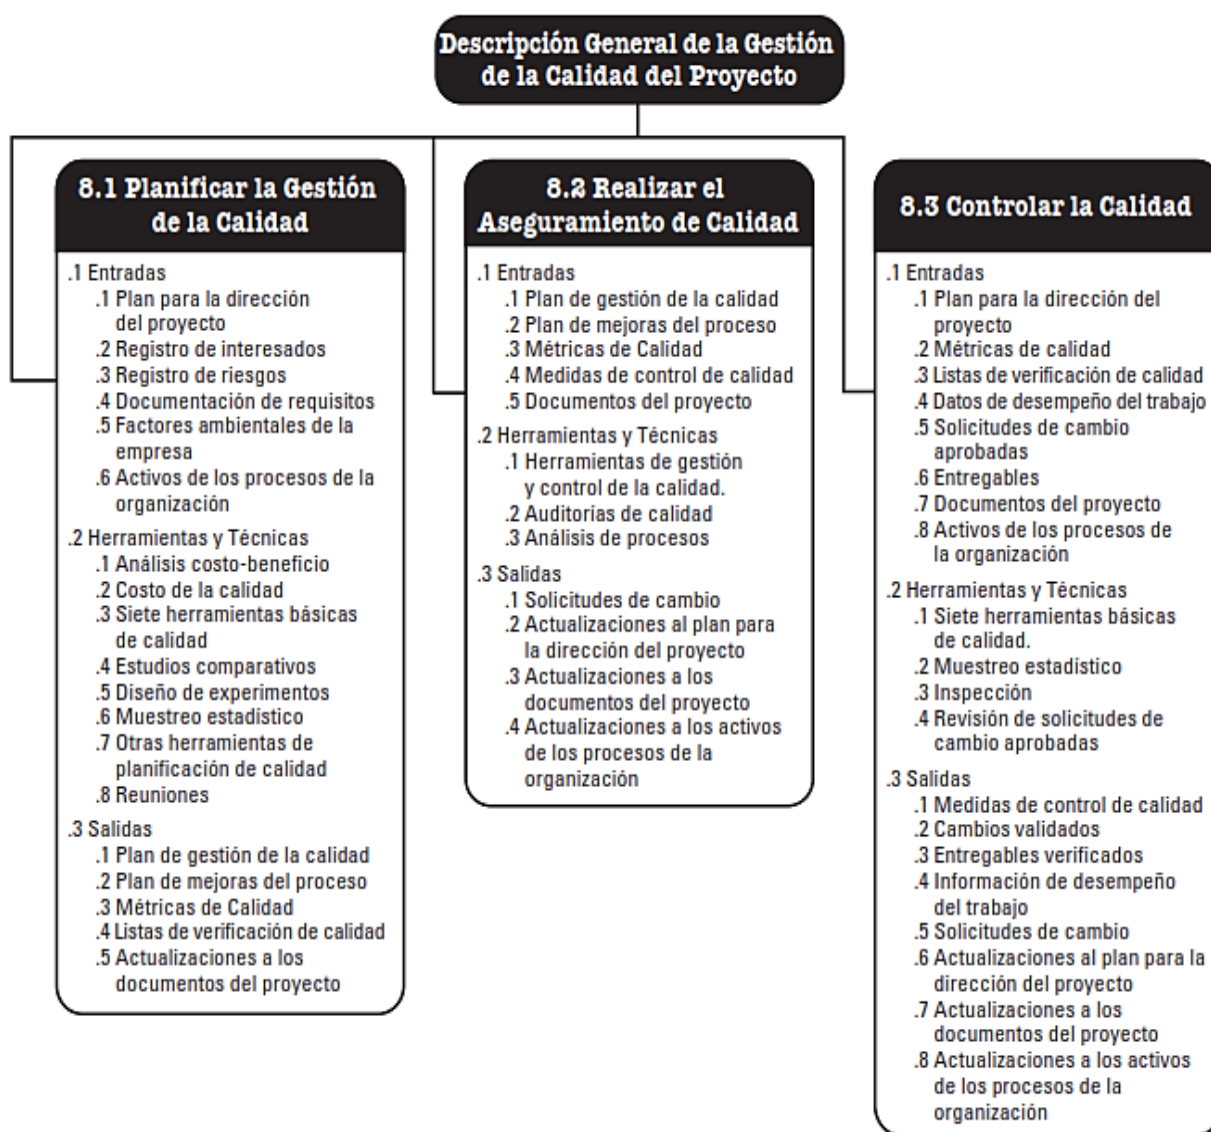 Descripción General de la Gestión
de la Calidad del Proyecto
8.1 Planificar la Gestión
de la Calidad
.1 Entradas
.1 Plan para la dirección
del proyecto
.2 Registro de interesados
.3 Registro de riesgos
.4 Documentación de requisitos
.5 Factores ambientales de la
empresa
.6 Activos de los procesos de la
organización
.2 Herramientas y Técnicas
.1 Análisis costo-beneficio
.2 Costo de la calidad
.3 Siete herramientas básicas
de calidad
.4 Estudios comparativos
.5 Diseño de experimentos
.6 Muestreo estadístico
.7 Otras herramientas de
planificación de calidad
.8 Reuniones
.3 Salidas
.1 Plan de gestión de la calidad
.2 Plan de mejoras del proceso
.3 Métricas de Calidad
.4 Listas de verificación de calidad
.5 Actualizaciones a los
documentos del proyecto
8.2 Realizar el
Aseguramiento de Calidad
.1 Entradas
.1 Plan de gestión de la calidad
.2 Plan de mejoras del proceso
.3 Métricas de Calidad
.4 Medidas de control de calidad
.5 Documentos del proyecto
.2 Herramientas y Técnicas
.1 Herramientas de gestión
y control de la calidad.
.2 Auditorías de calidad
.3 Análisis de procesos
.3 Salidas
.1 Solicitudes de cambio
.2 Actualizaciones al plan para
la dirección del proyecto
.3 Actualizaciones a los
documentos del proyecto
.4 Actualizaciones a los activos
de los procesos de la
organización
8.3 Controlar la Calidad
.1 Entradas
.1 Plan para la dirección del
proyecto
.2 Métricas de calidad
.3 Listas de verificación de calidad
.4 Datos de desempeño del trabajo
.5 Solicitudes de cambio
aprobadas
.6 Entregables
.7 Documentos del proyecto
.8 Activos de los procesos de
la organización
.2 Herramientas y Técnicas
.1 Siete herramientas básicas
de calidad.
.2 Muestreo estadístico
.3 Inspección
.4 Revisión de solicitudes de
cambio aprobadas
.3 Salidas
.1 Medidas de control de calidad
.2 Cambios validados
.3 Entregables verificados
.4 Información de desempeño
del trabajo
.5 Solicitudes de cambio
.6 Actualizaciones al plan para la
dirección del proyecto
.7 Actualizaciones a los
documentos del proyecto
.8 Actualizaciones a los activos
de los procesos de la
organización